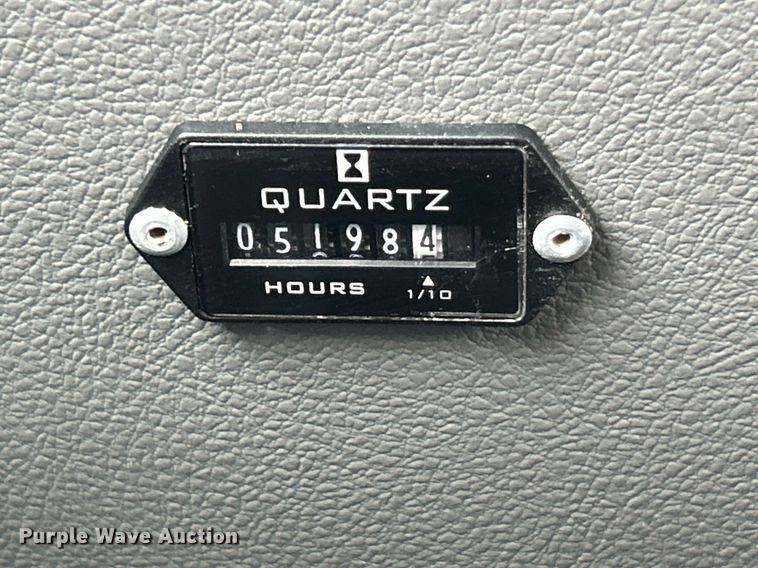 QUARTZ
051984
HOURS 1/10
Purple Wave Auction